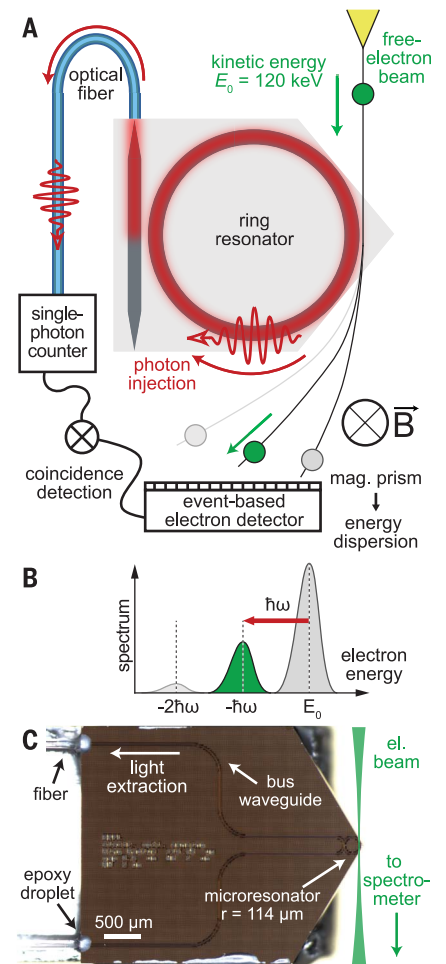 A
optical
fiber
kinetic energy
E₀ = 120 keV
free-
electron
beam
ring
resonator
single-
photon
counter
photon
injection
coincidence
detection
event-based
electron detector
B
mag. prism
energy
dispersion
B
spectrum
ħω
electron
energy
-2ħω
-ħω
E₀
C
fiber
light
extraction
bus
waveguide
el.
beam
epoxy
droplet
500 µm
microresonator
r = 114 µm
to
spectro-
meter